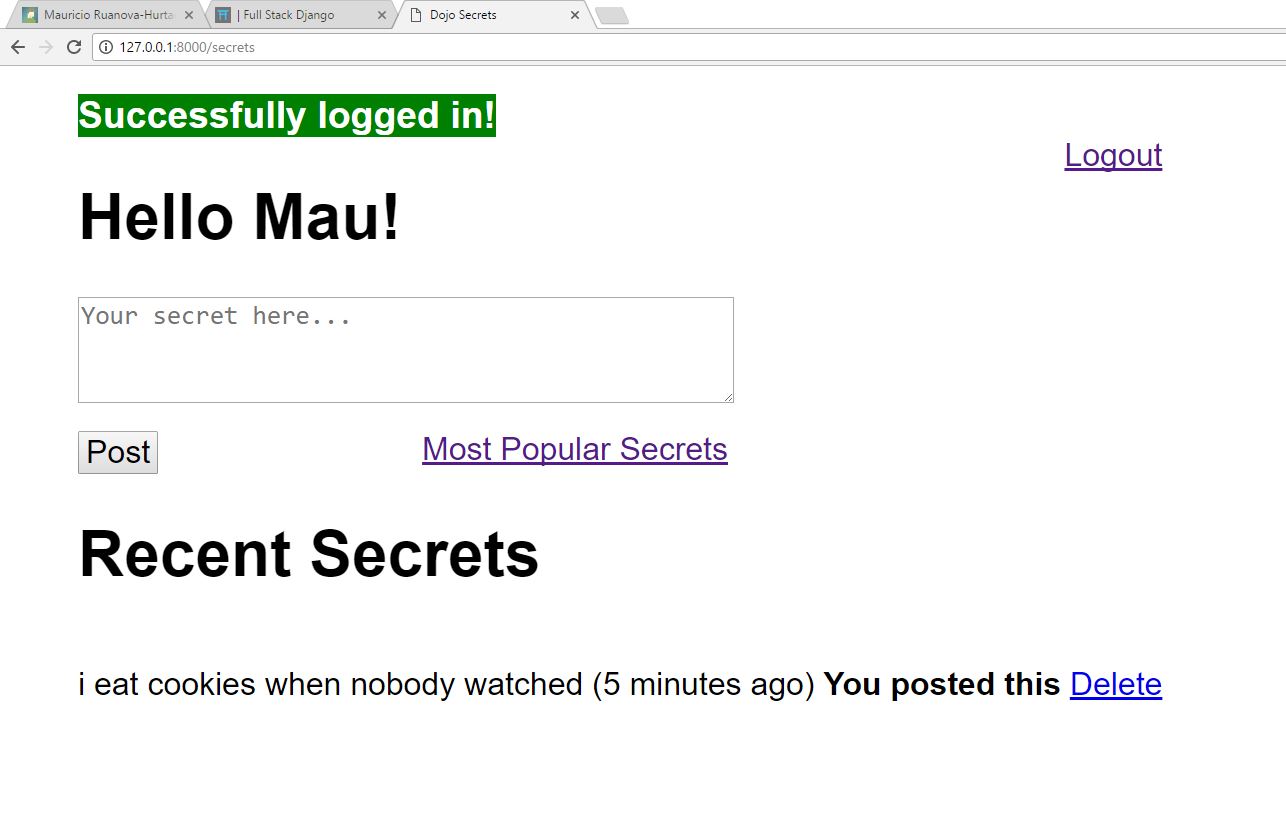 Mauricio Ruanova-Hurta
| Full Stack Django
Dojo Secrets
127.0.0.1:8000/secrets
Successfully logged in!
Logout
Hello Mau!
Your secret here...
Post
Most Popular Secrets
Recent Secrets
i eat cookies when nobody watched (5 minutes ago) You posted this Delete